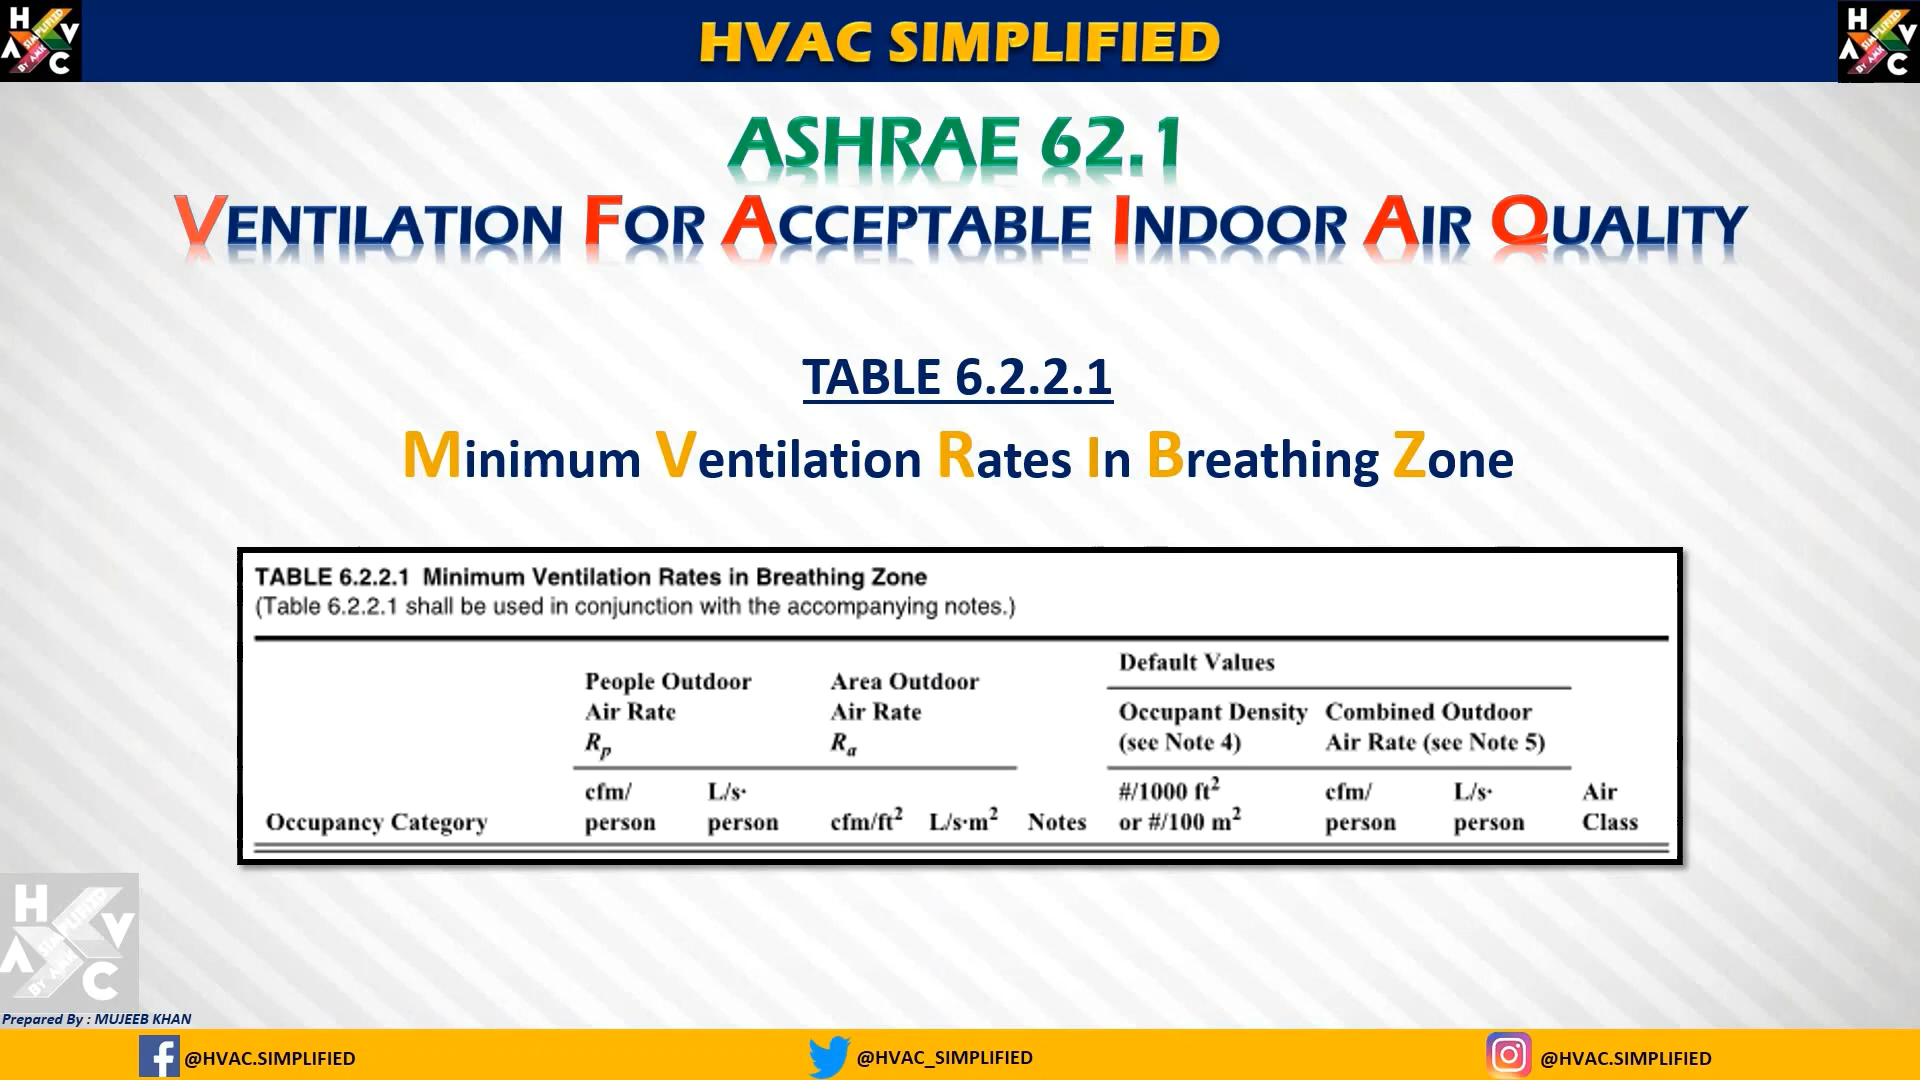 HVAC SIMPLIFIED
ASHRAE 62.1
VENTILATION FOR ACCEPTABLE INDOOR AIR QUALITY
TABLE 6.2.2.1
Minimum Ventilation Rates In Breathing Zone
TABLE 6.2.2.1 Minimum Ventilation Rates in Breathing Zone
(Table 6.2.2.1 shall be used in conjunction with the accompanying notes.)
Default Values
People Outdoor Area Outdoor
Air Rate Air Rate Occupant Density Combined Outdoor
Rp Ra (see Note 4) Air Rate (see Note 5)
cfm/ L/s· #/1000 ft² cfm/ L/s· Air
Occupancy Category person person cfm/ft² L/s·m² Notes or #/100 m² person person Class
HVAC SIMPLIFIED BY AMK
Prepared By : MUJEEB KHAN
@HVAC.SIMPLIFIED @HVAC_SIMPLIFIED @HVAC.SIMPLIFIED